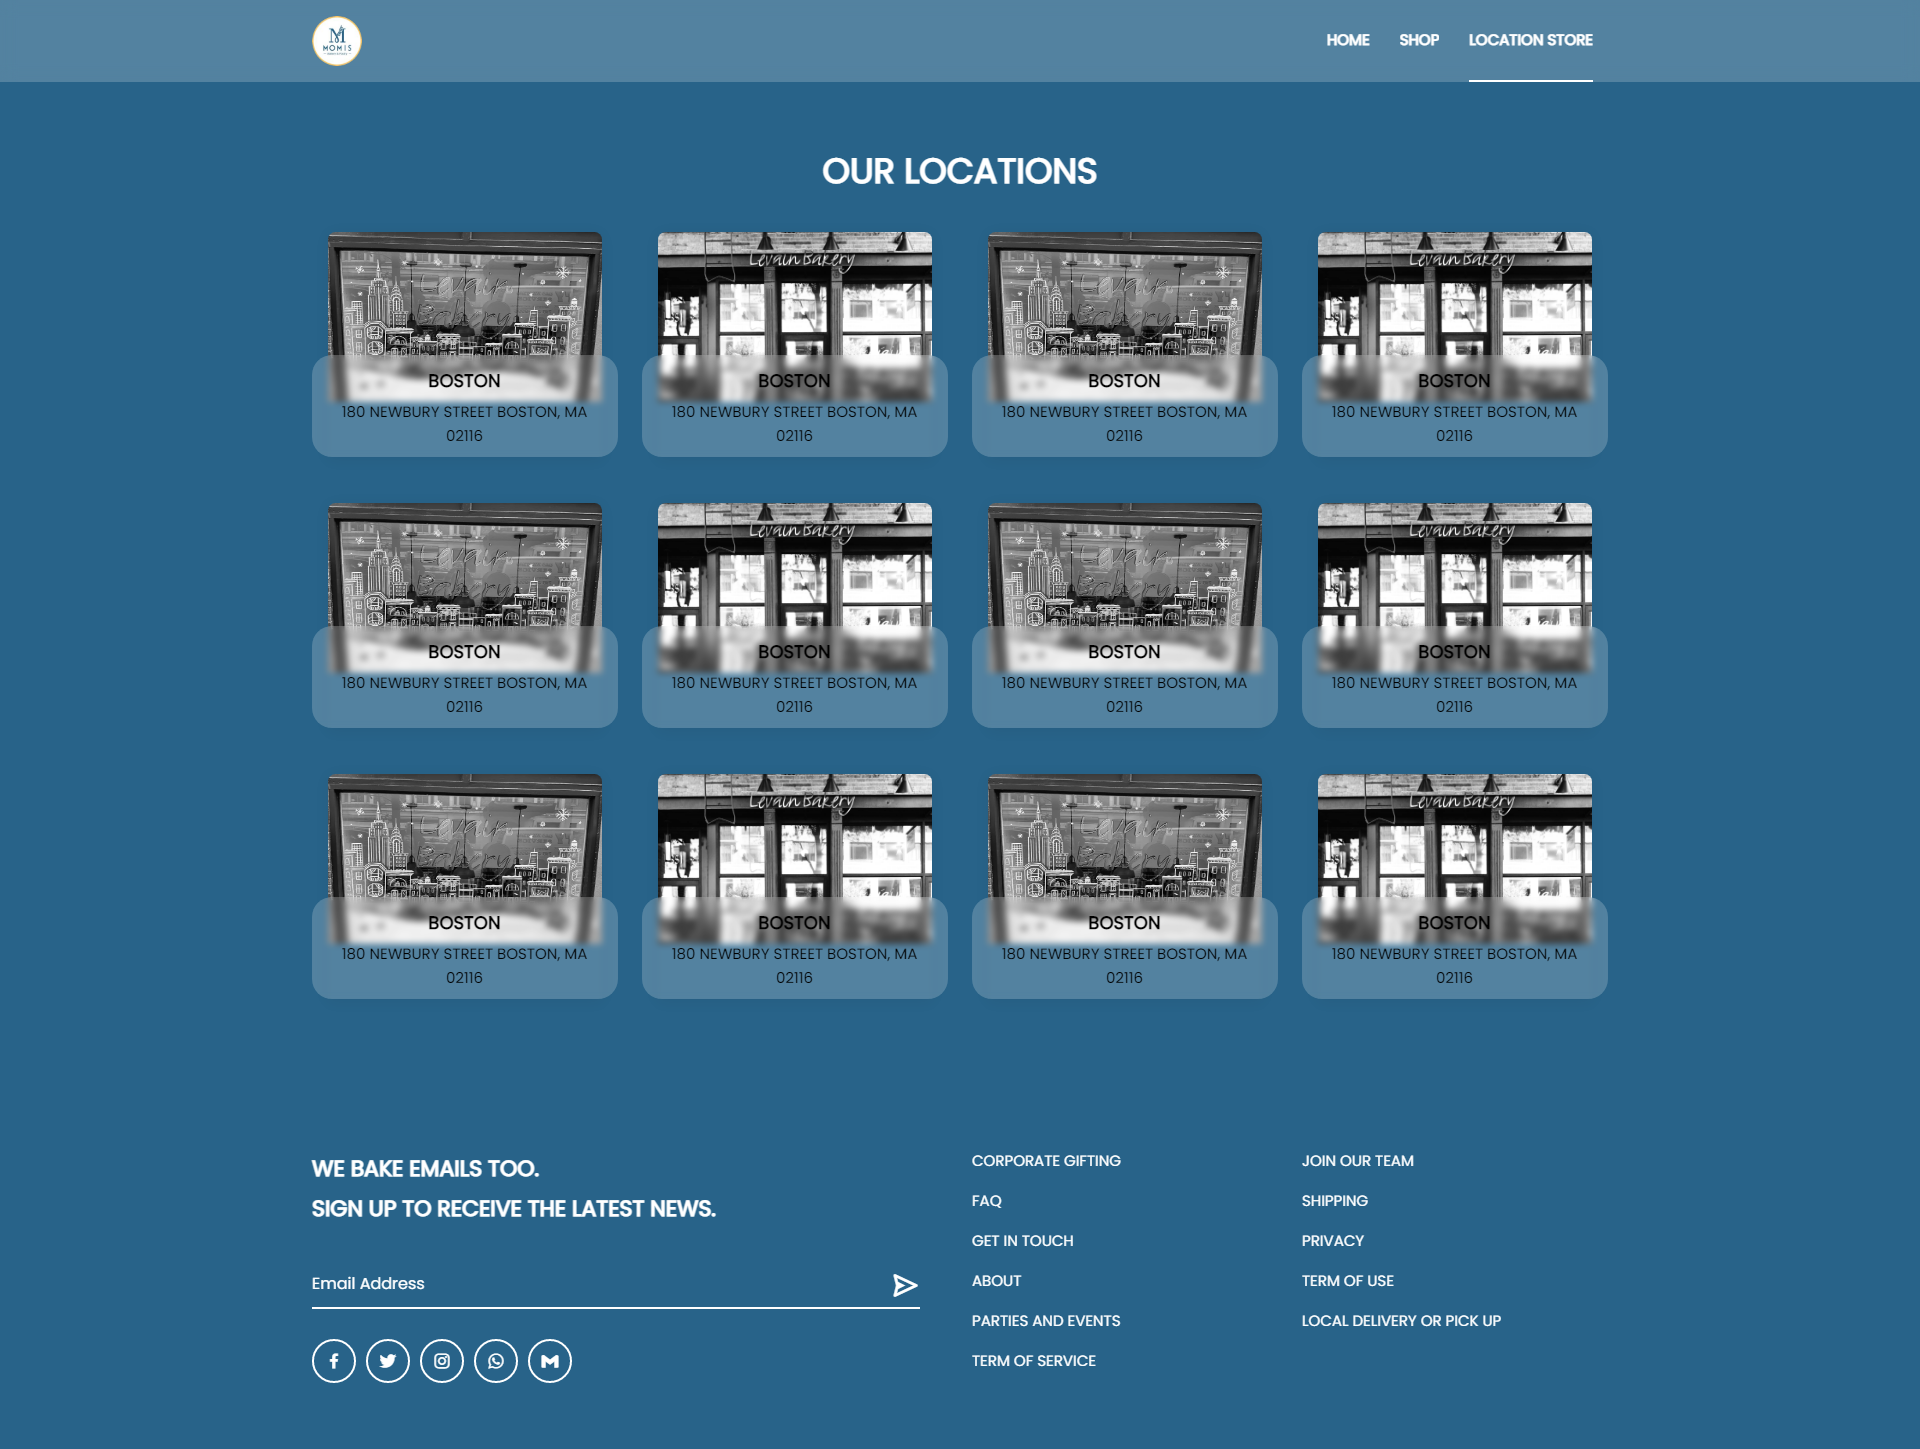 M
MOMIS
HOME SHOP LOCATION STORE
OUR LOCATIONS
Levain
Bakery
Levain Bakery
Levain
Bakery
Levain Bakery
BOSTON
180 NEWBURY STREET BOSTON, MA
02116
BOSTON
180 NEWBURY STREET BOSTON, MA
02116
BOSTON
180 NEWBURY STREET BOSTON, MA
02116
BOSTON
180 NEWBURY STREET BOSTON, MA
02116
Levain
Bakery
Levain Bakery
Levain
Bakery
Levain Bakery
BOSTON
180 NEWBURY STREET BOSTON, MA
02116
BOSTON
180 NEWBURY STREET BOSTON, MA
02116
BOSTON
180 NEWBURY STREET BOSTON, MA
02116
BOSTON
180 NEWBURY STREET BOSTON, MA
02116
Levain
Bakery
Levain Bakery
Levain
Bakery
Levain Bakery
BOSTON
180 NEWBURY STREET BOSTON, MA
02116
BOSTON
180 NEWBURY STREET BOSTON, MA
02116
BOSTON
180 NEWBURY STREET BOSTON, MA
02116
BOSTON
180 NEWBURY STREET BOSTON, MA
02116
WE BAKE EMAILS TOO.
SIGN UP TO RECEIVE THE LATEST NEWS.
Email Address
CORPORATE GIFTING
FAQ
GET IN TOUCH
ABOUT
PARTIES AND EVENTS
TERM OF SERVICE
JOIN OUR TEAM
SHIPPING
PRIVACY
TERM OF USE
LOCAL DELIVERY OR PICK UP